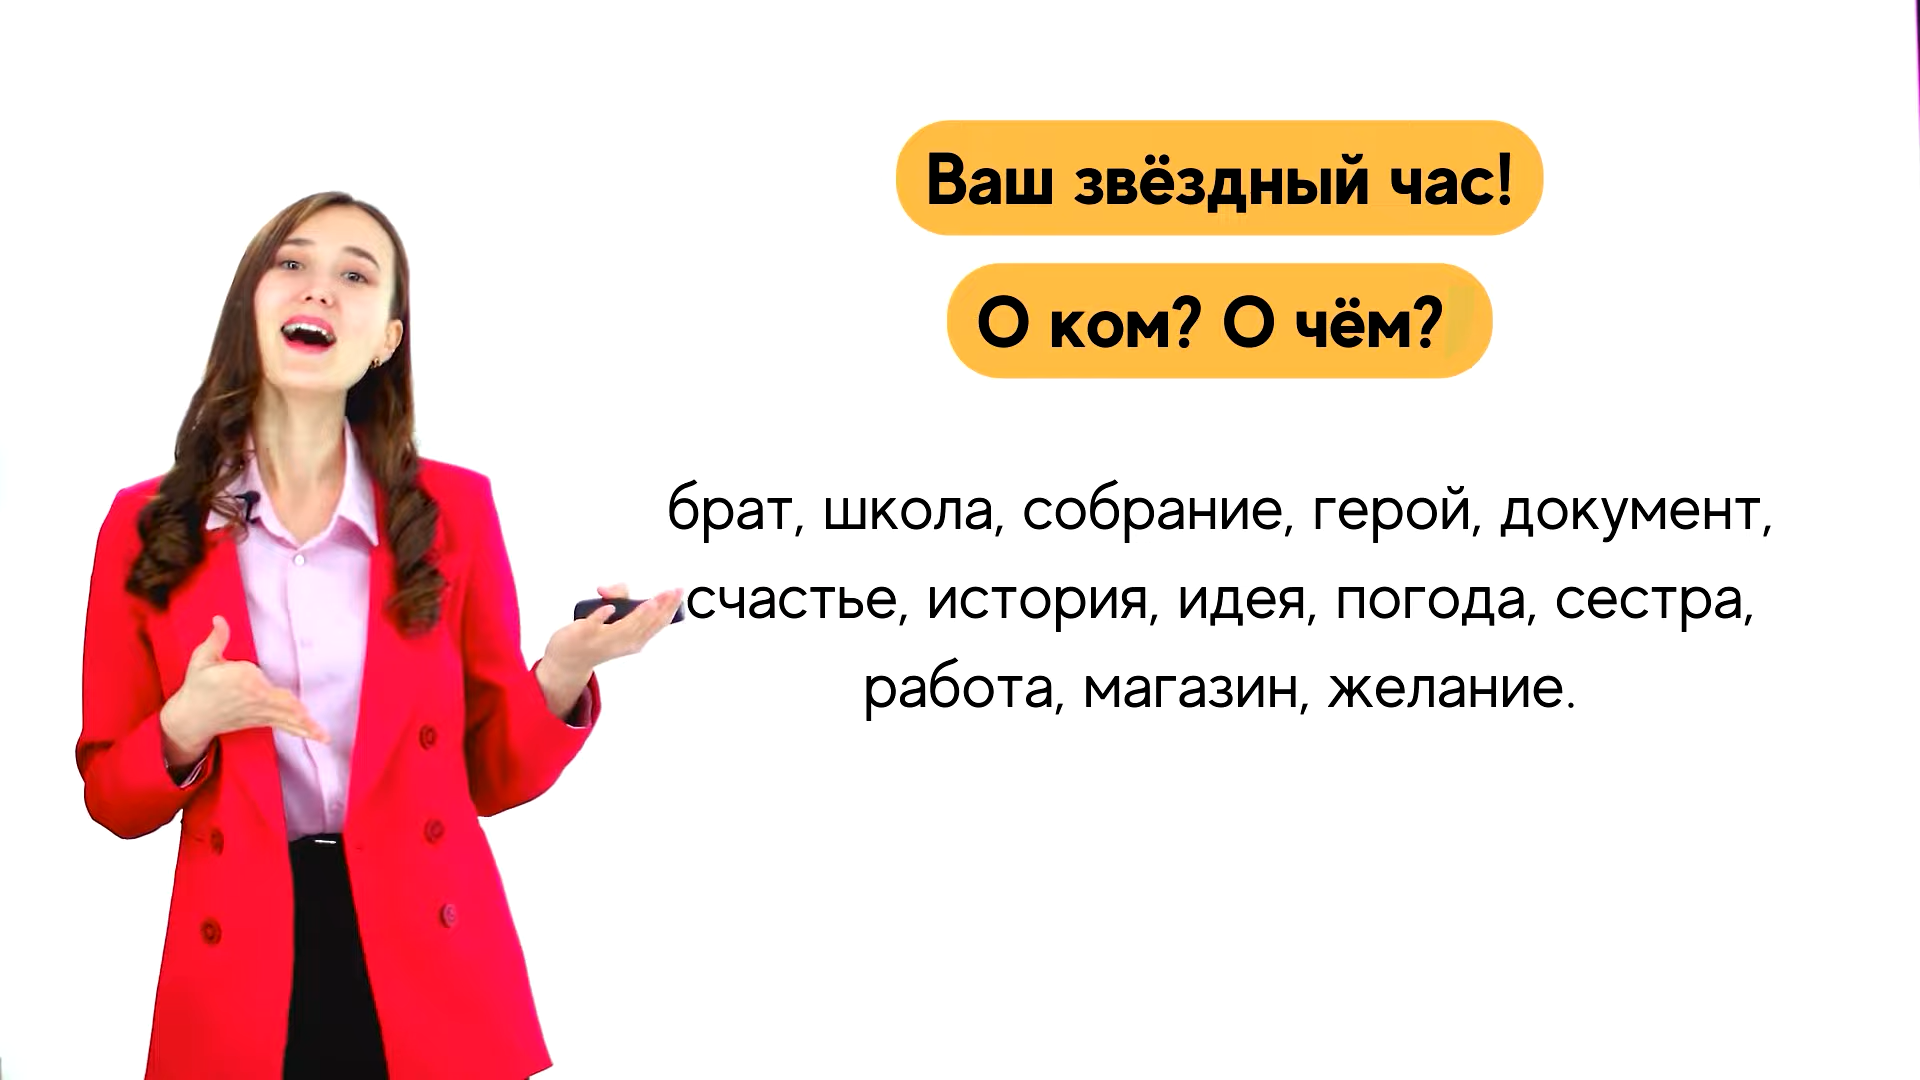 Ваш звёздный час!
О ком? О чём?
брат, школа, собрание, герой, документ,
счастье, история, идея, погода, сестра,
работа, магазин, желание.